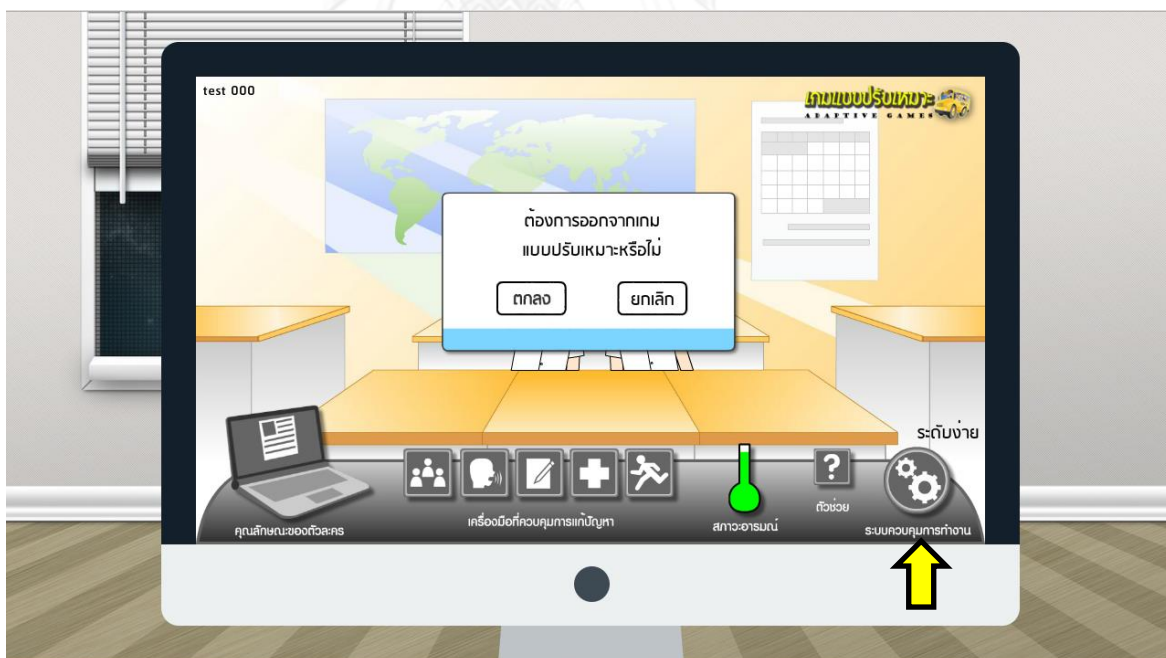 test 000
เกมแบบปรับเหมาะ
ADAPTIVE GAMES
ต้องการออกจากเกม
แบบปรับเหมาะหรือไม่
ตกลง
ยกเลิก
ระดับง่าย
?
ตัวช่วย
คุณลักษณะของตัวละคร
เครื่องมือที่ควบคุมการแก้ปัญหา
สภาวะอารมณ์
ระบบควบคุมการทำงาน